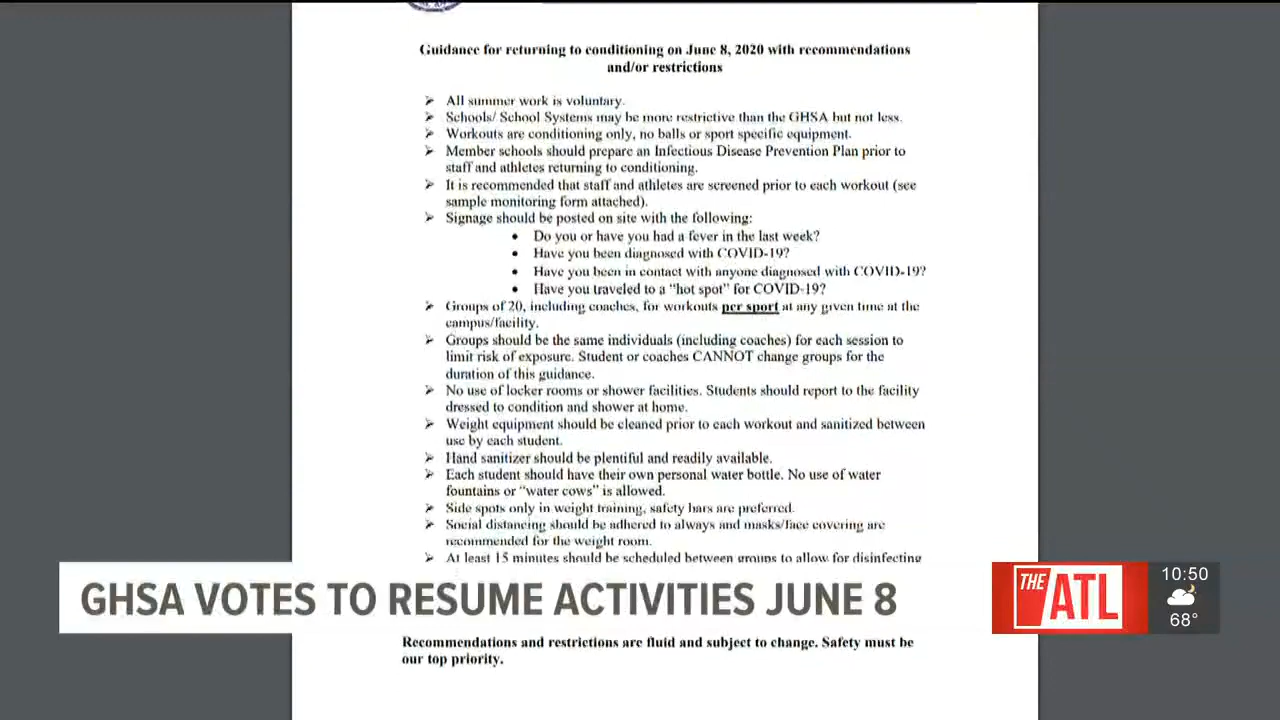 Guidance for returning to conditioning on June 8, 2020 with recommendations
and/or restrictions
➢ All summer work is voluntary.
➢ Schools/ School Systems may be more restrictive than the GHSA but not less.
➢ Workouts are conditioning only, no balls or sport specific equipment.
➢ Member schools should prepare an Infectious Disease Prevention Plan prior to
staff and athletes returning to conditioning.
➢ It is recommended that staff and athletes are screened prior to each workout (see
sample monitoring form attached).
➢ Signage should be posted on site with the following:
• Do you or have you had a fever in the last week?
• Have you been diagnosed with COVID-19?
• Have you been in contact with anyone diagnosed with COVID-19?
• Have you traveled to a “hot spot” for COVID-19?
➢ Groups of 20, including coaches, for workouts per sport at any given time at the
campus/facility.
➢ Groups should be the same individuals (including coaches) for each session to
limit risk of exposure. Student or coaches CANNOT change groups for the
duration of this guidance.
➢ No use of locker rooms or shower facilities. Students should report to the facility
dressed to condition and shower at home.
➢ Weight equipment should be cleaned prior to each workout and sanitized between
use by each student.
➢ Hand sanitizer should be plentiful and readily available.
➢ Each student should have their own personal water bottle. No use of water
fountains or “water cows” is allowed.
➢ Side spots only in weight training, safety bars are preferred.
➢ Social distancing should be adhered to always and masks/face covering are
recommended for the weight room.
➢ At least 15 minutes should be scheduled between groups to allow for disinfecting
GHSA VOTES TO RESUME ACTIVITIES JUNE 8
THE ATL
10:50
68°
Recommendations and restrictions are fluid and subject to change. Safety must be
our top priority.